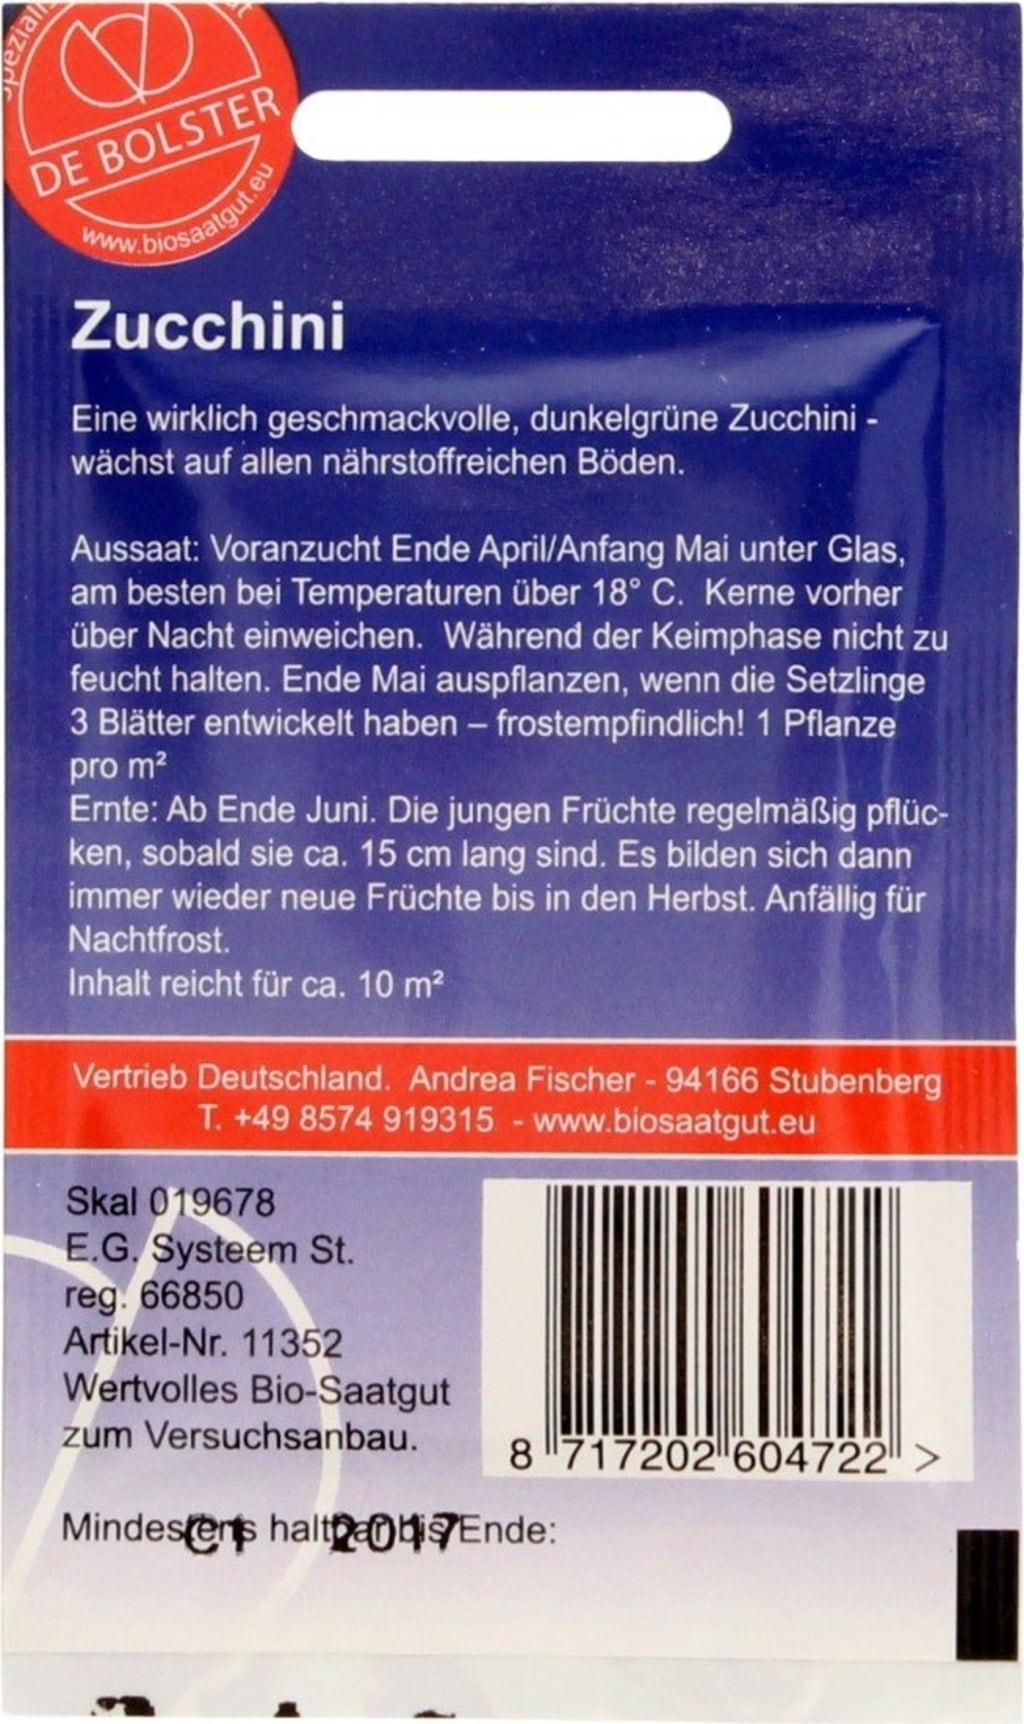 DE BOLSTER
www.biosaatgut.eu
Zucchini
Eine wirklich geschmackvolle, dunkelgrüne Zucchini -
wächst auf allen nährstoffreichen Böden.
Aussaat: Voranzucht Ende April/Anfang Mai unter Glas,
am besten bei Temperaturen über 18° C. Kerne vorher
über Nacht einweichen. Während der Keimphase nicht zu
feucht halten. Ende Mai auspflanzen, wenn die Setzlinge
3 Blätter entwickelt haben – frostempfindlich! 1 Pflanze
pro m²
Ernte: Ab Ende Juni. Die jungen Früchte regelmäßig pflüc-
ken, sobald sie ca. 15 cm lang sind. Es bilden sich dann
immer wieder neue Früchte bis in den Herbst. Anfällig für
Nachtfrost.
Inhalt reicht für ca. 10 m²
Vertrieb Deutschland. Andrea Fischer - 94166 Stubenberg
T. +49 8574 919315 - www.biosaatgut.eu
Skal 019678
E.G. Systeem St.
reg. 66850
Artikel-Nr. 11352
Wertvolles Bio-Saatgut
zum Versuchsanbau.
8 717202 604722 >
Mindestens haltbar bis Ende:
C1 2017